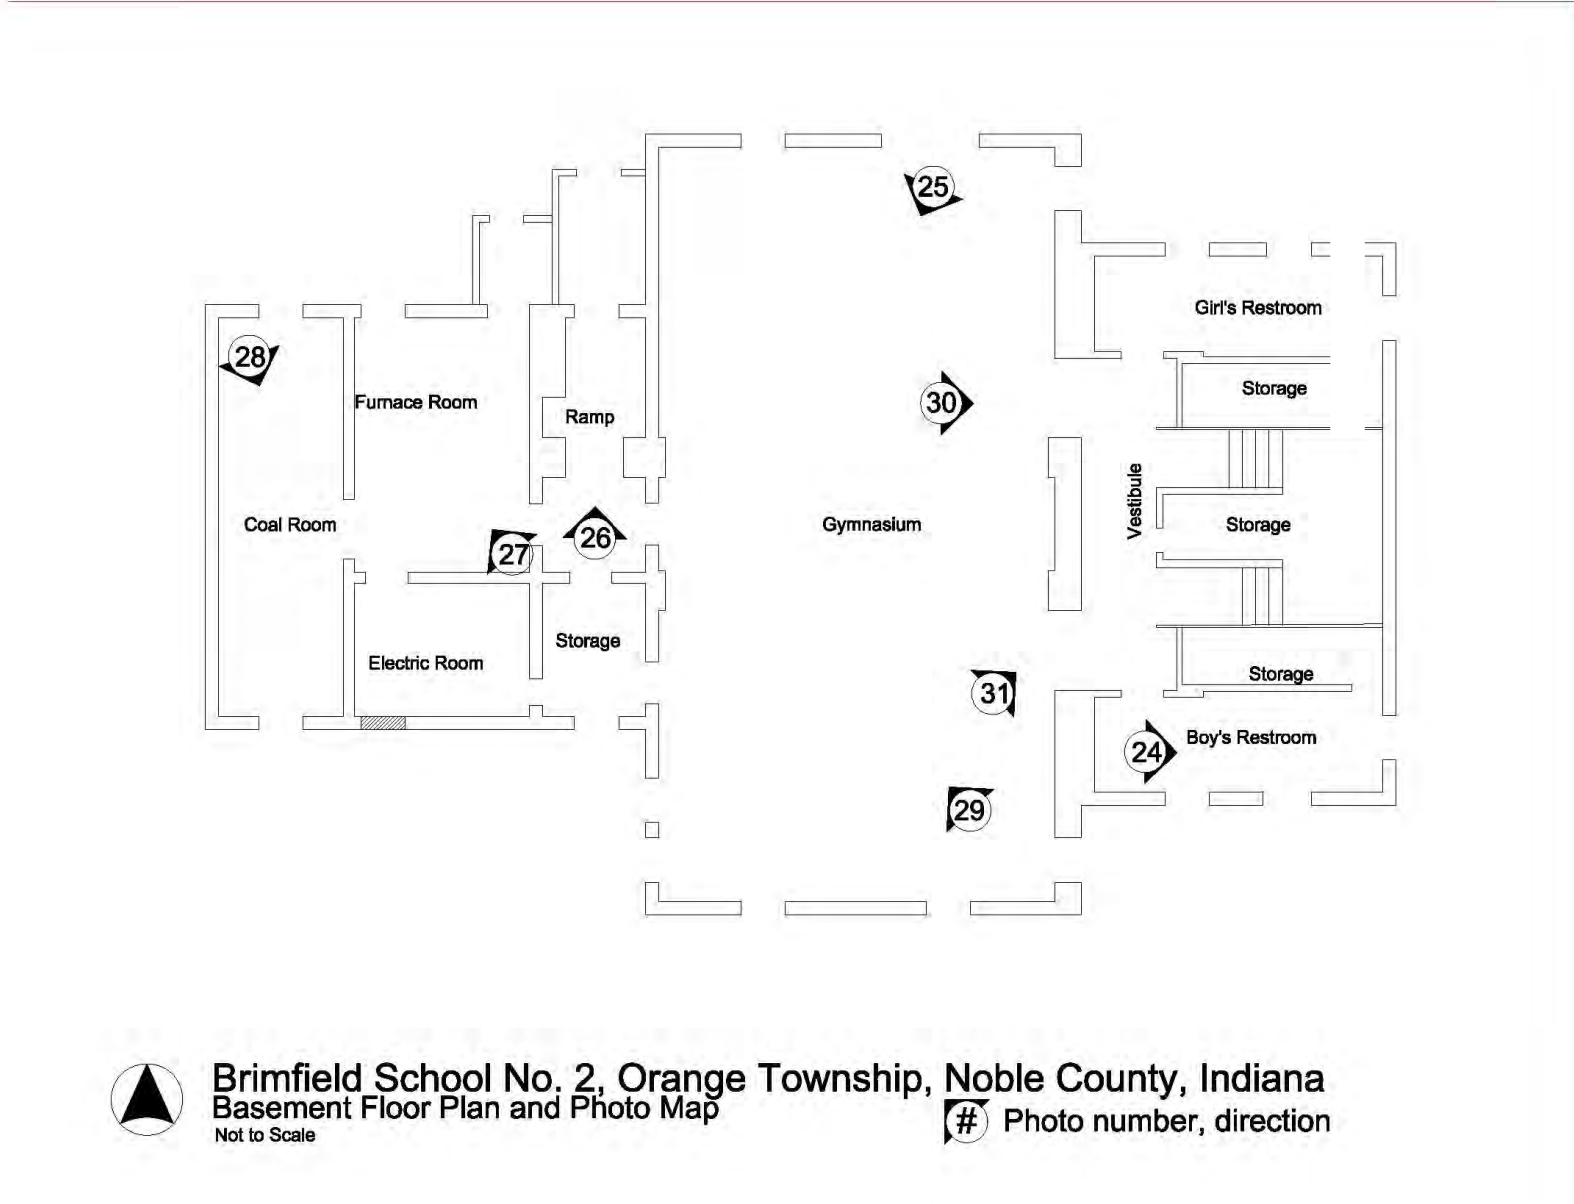 25
Girl's Restroom
28
Storage
Furnace Room
30
Ramp
Vestibule
Coal Room
Gymnasium
Storage
26
27
Storage
Electric Room
Storage
31
Boy's Restroom
24
29
Brimfield School No. 2, Orange Township, Noble County, Indiana
Basement Floor Plan and Photo Map
# Photo number, direction
Not to Scale